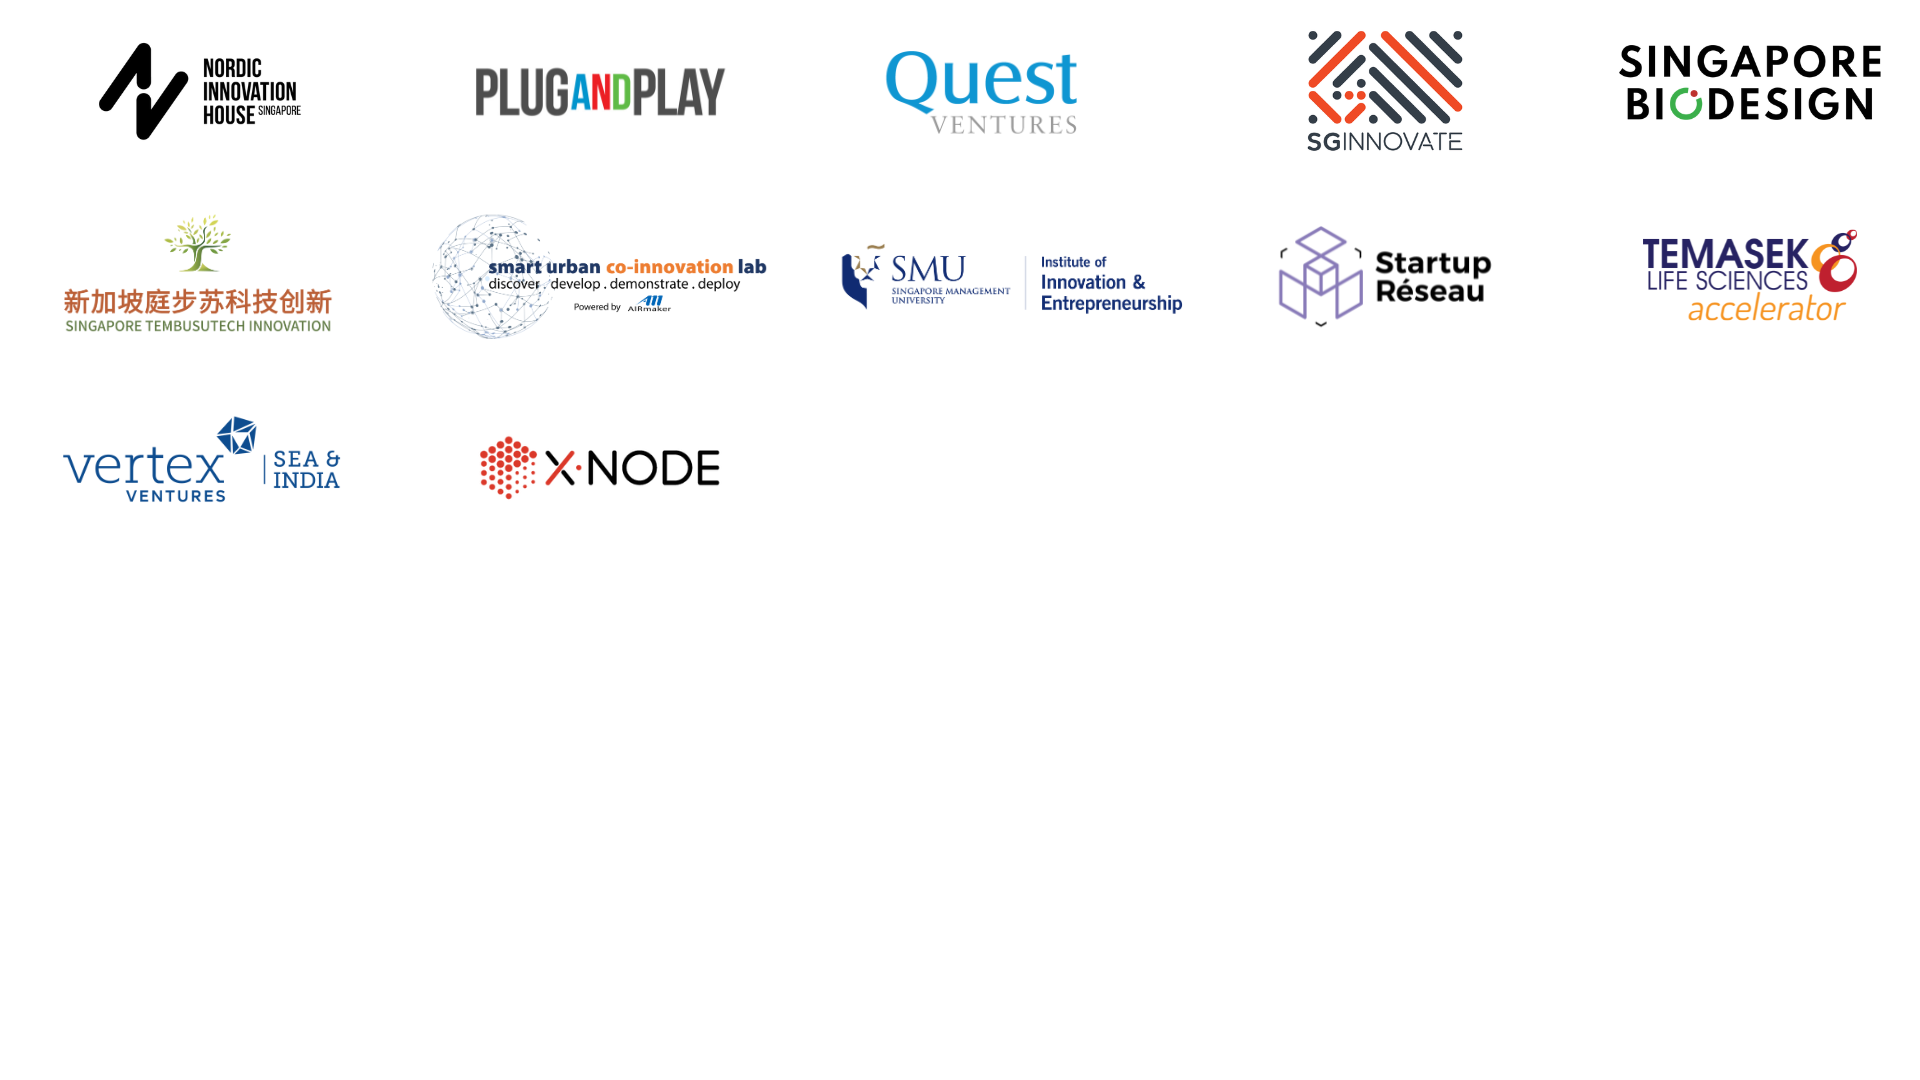 NORDIC
INNOVATION
HOUSE SINGAPORE
PLUGANDPLAY
Quest
VENTURES
SGINNOVATE
SINGAPORE
BIODESIGN
新加坡庭步苏科技创新
SINGAPORE TEMBUSUTECH INNOVATION
smart urban co-innovation lab
discover . develop . demonstrate . deploy
Powered by AIRmaker
SMU
SINGAPORE MANAGEMENT
UNIVERSITY
Institute of
Innovation &
Entrepreneurship
Startup
Réseau
TEMASEK
LIFE SCIENCES
accelerator
vertex
VENTURES
SEA &
INDIA
X·NODE